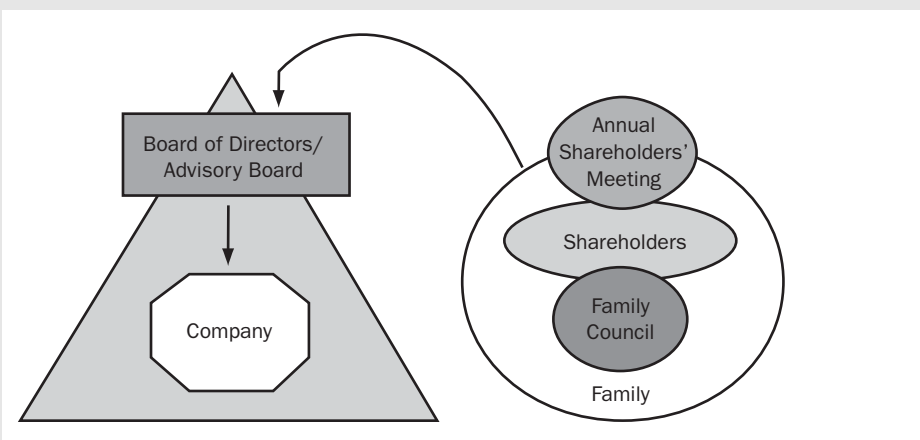 Board of Directors/
Advisory Board
Company
Annual
Shareholders’
Meeting
Shareholders
Family
Council
Family